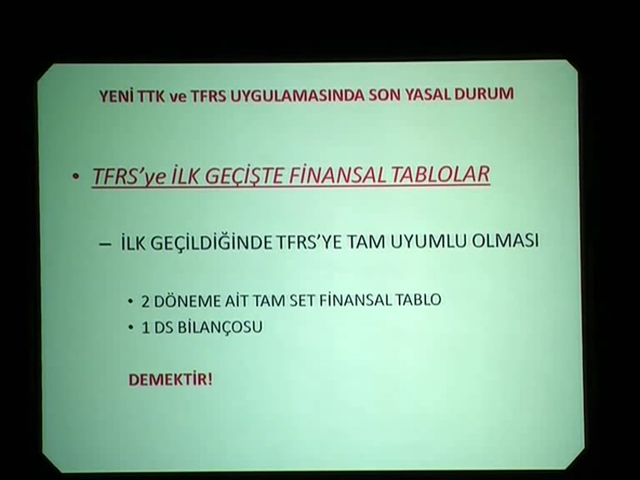 YENİ TTK ve TFRS UYGULAMASINDA SON YASAL DURUM
• TFRS’ye İLK GEÇİŞTE FİNANSAL TABLOLAR
– İLK GEÇİLDİĞİNDE TFRS’YE TAM UYUMLU OLMASI
• 2 DÖNEME AİT TAM SET FİNANSAL TABLO
• 1 DS BİLANÇOSU
DEMEKTİR!